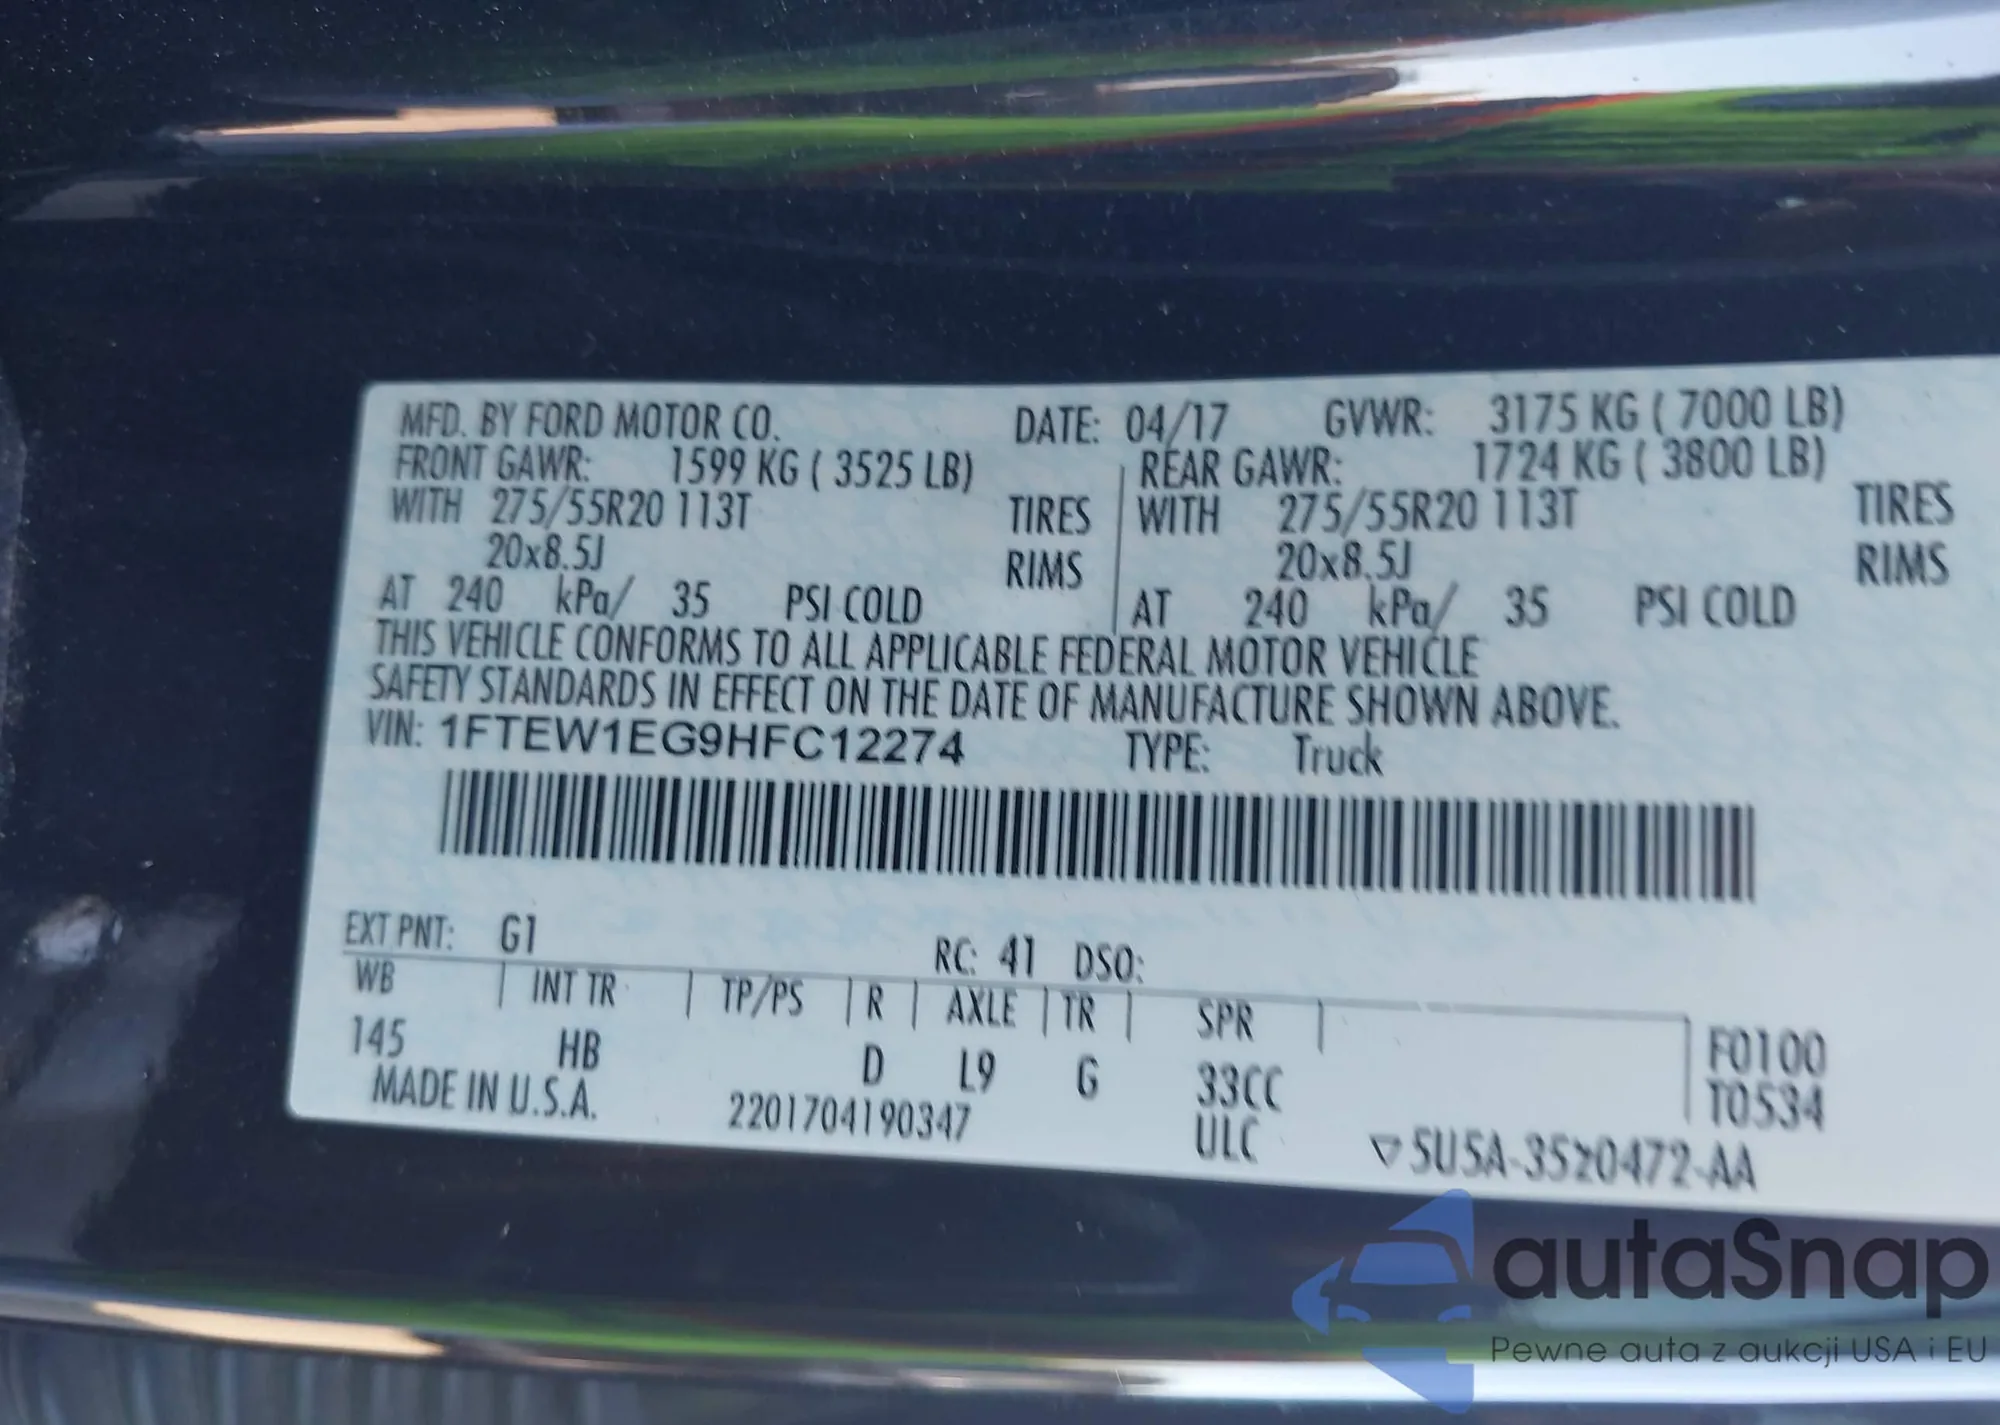 MFD. BY FORD MOTOR CO. DATE: 04/17 GVWR: 3175 KG ( 7000 LB)
FRONT GAWR: 1599 KG ( 3525 LB) REAR GAWR: 1724 KG ( 3800 LB)
WITH 275/55R20 113T TIRES WITH 275/55R20 113T TIRES
20x8.5J RIMS 20x8.5J RIMS
AT 240 kPa/ 35 PSI COLD AT 240 kPa/ 35 PSI COLD
THIS VEHICLE CONFORMS TO ALL APPLICABLE FEDERAL MOTOR VEHICLE
SAFETY STANDARDS IN EFFECT ON THE DATE OF MANUFACTURE SHOWN ABOVE.
VIN: 1FTEW1EG9HFC12274 TYPE: Truck
EXT PNT: G1 RC: 41 DSO:
WB INT TR TP/PS R AXLE TR SPR F0100
145 HB D L9 G 33CC T0534
MADE IN U.S.A. 2201704190347 ULC
autaSnap
Pewne auta z aukcji USA i EU